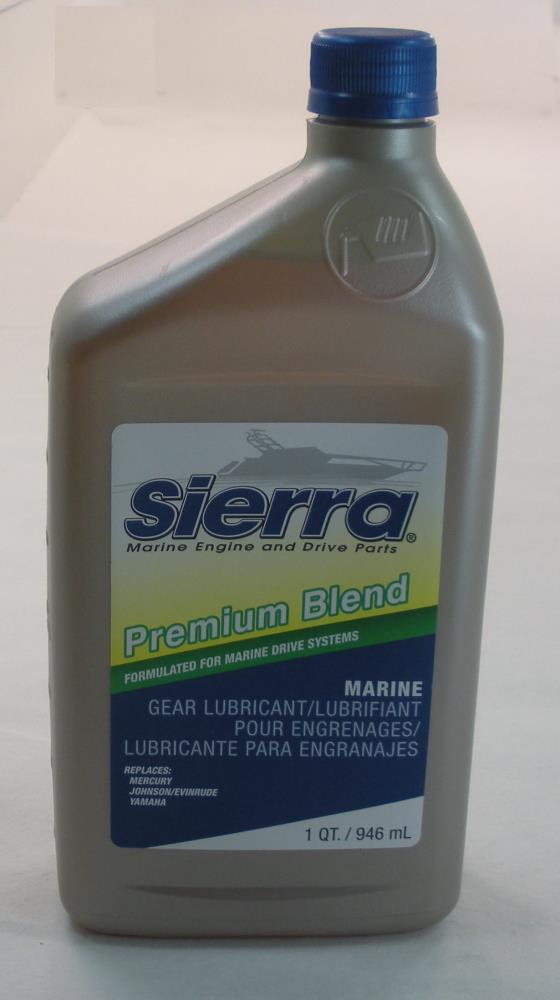 m
Sierra®
Marine Engine and Drive Parts
Premium Blend
FORMULATED FOR MARINE DRIVE SYSTEMS
MARINE
GEAR LUBRICANT/LUBRIFIANT
POUR ENGRENAGES/
LUBRICANTE PARA ENGRANAJES
REPLACES:
MERCURY
JOHNSON/EVINRUDE
YAMAHA
1 QT. / 946 mL